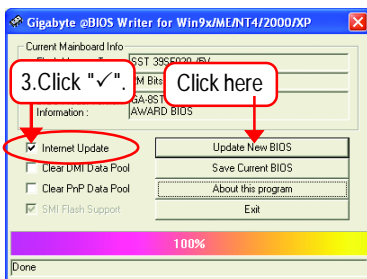 Gigabyte @BIOS Writer for Win9x/ME/NT4/2000/XP
Current Mainboard Info
SST 39SF020 /5V
3.Click "✓".
M Bits
Click here
GA-8ST
Information :
AWARD BIOS
Internet Update
Update New BIOS
Clear DMI Data Pool
Save Current BIOS
Clear PnP Data Pool
About this program
SMI Flash Support
Exit
100%
Done